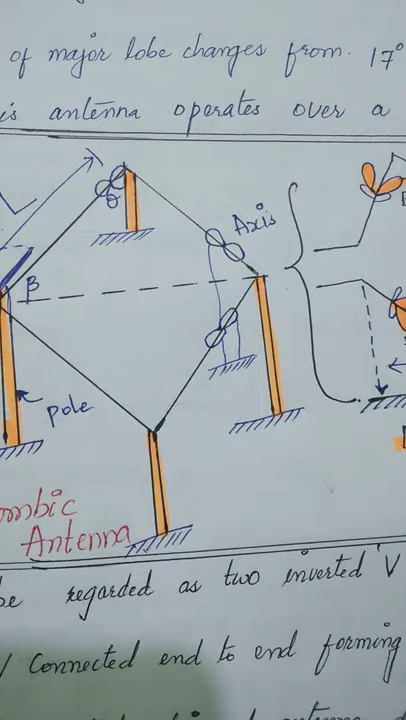 of major lobe changes from. 17°
is antenna operates over a
θ
Axis
β
pole.
ombic
Antenna
be regarded as two inverted 'V
V Connected end to end forming